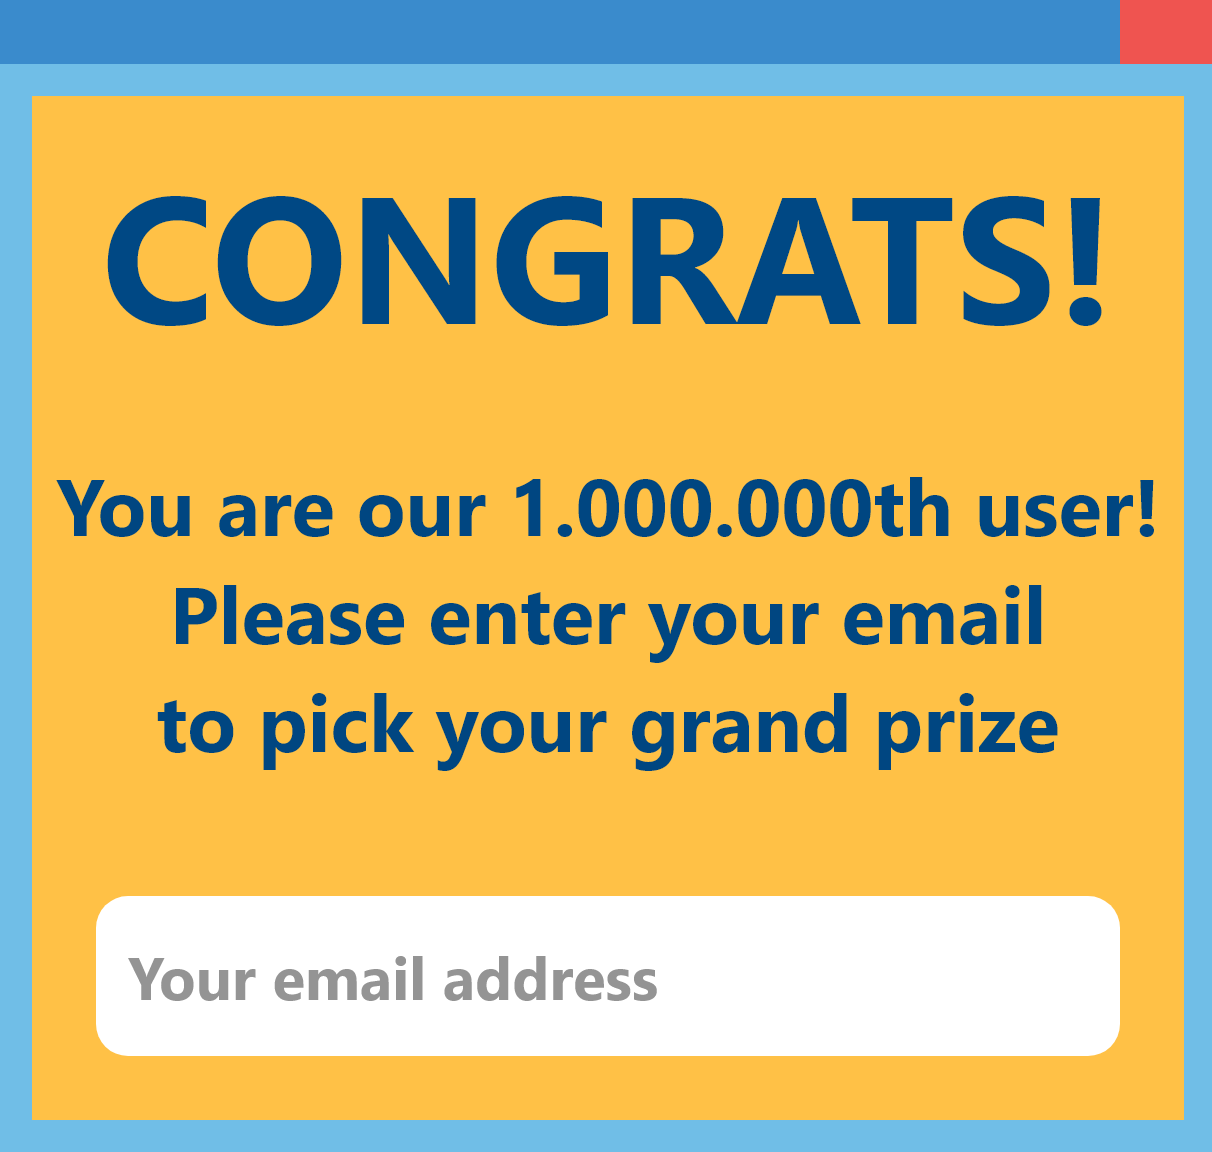 CONGRATS!
You are our 1.000.000th user!
Please enter your email
to pick your grand prize
Your email address